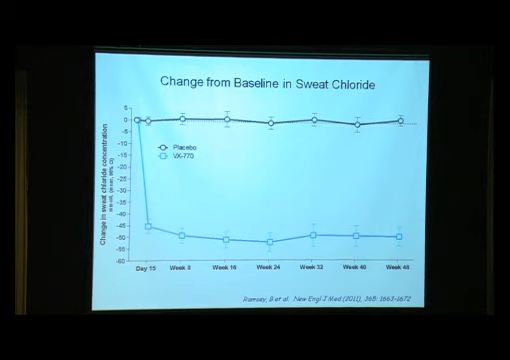 Change from Baseline in Sweat Chloride
Change in sweat chloride concentration
5
0
-5
-10
-15
-20
-25
-30
-35
-40
-45
-50
-55
-60
Placebo
VX-770
Day 15
Week 8
Week 16
Week 24
Week 32
Week 40
Week 48
Ramsey, B et al. New Engl J Med (2011), 365: 1663-1672